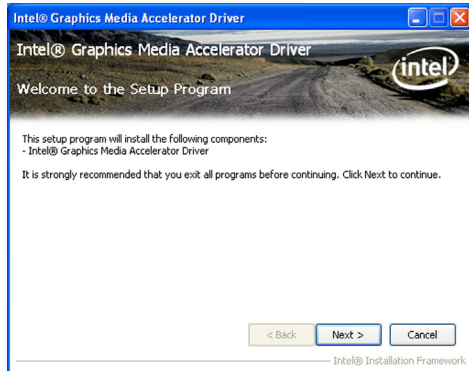 Intel® Graphics Media Accelerator Driver
Intel® Graphics Media Accelerator Driver
intel
Welcome to the Setup Program
This setup program will install the following components:
- Intel® Graphics Media Accelerator Driver
It is strongly recommended that you exit all programs before continuing. Click Next to continue.
< Back
Next >
Cancel
Intel® Installation Framework